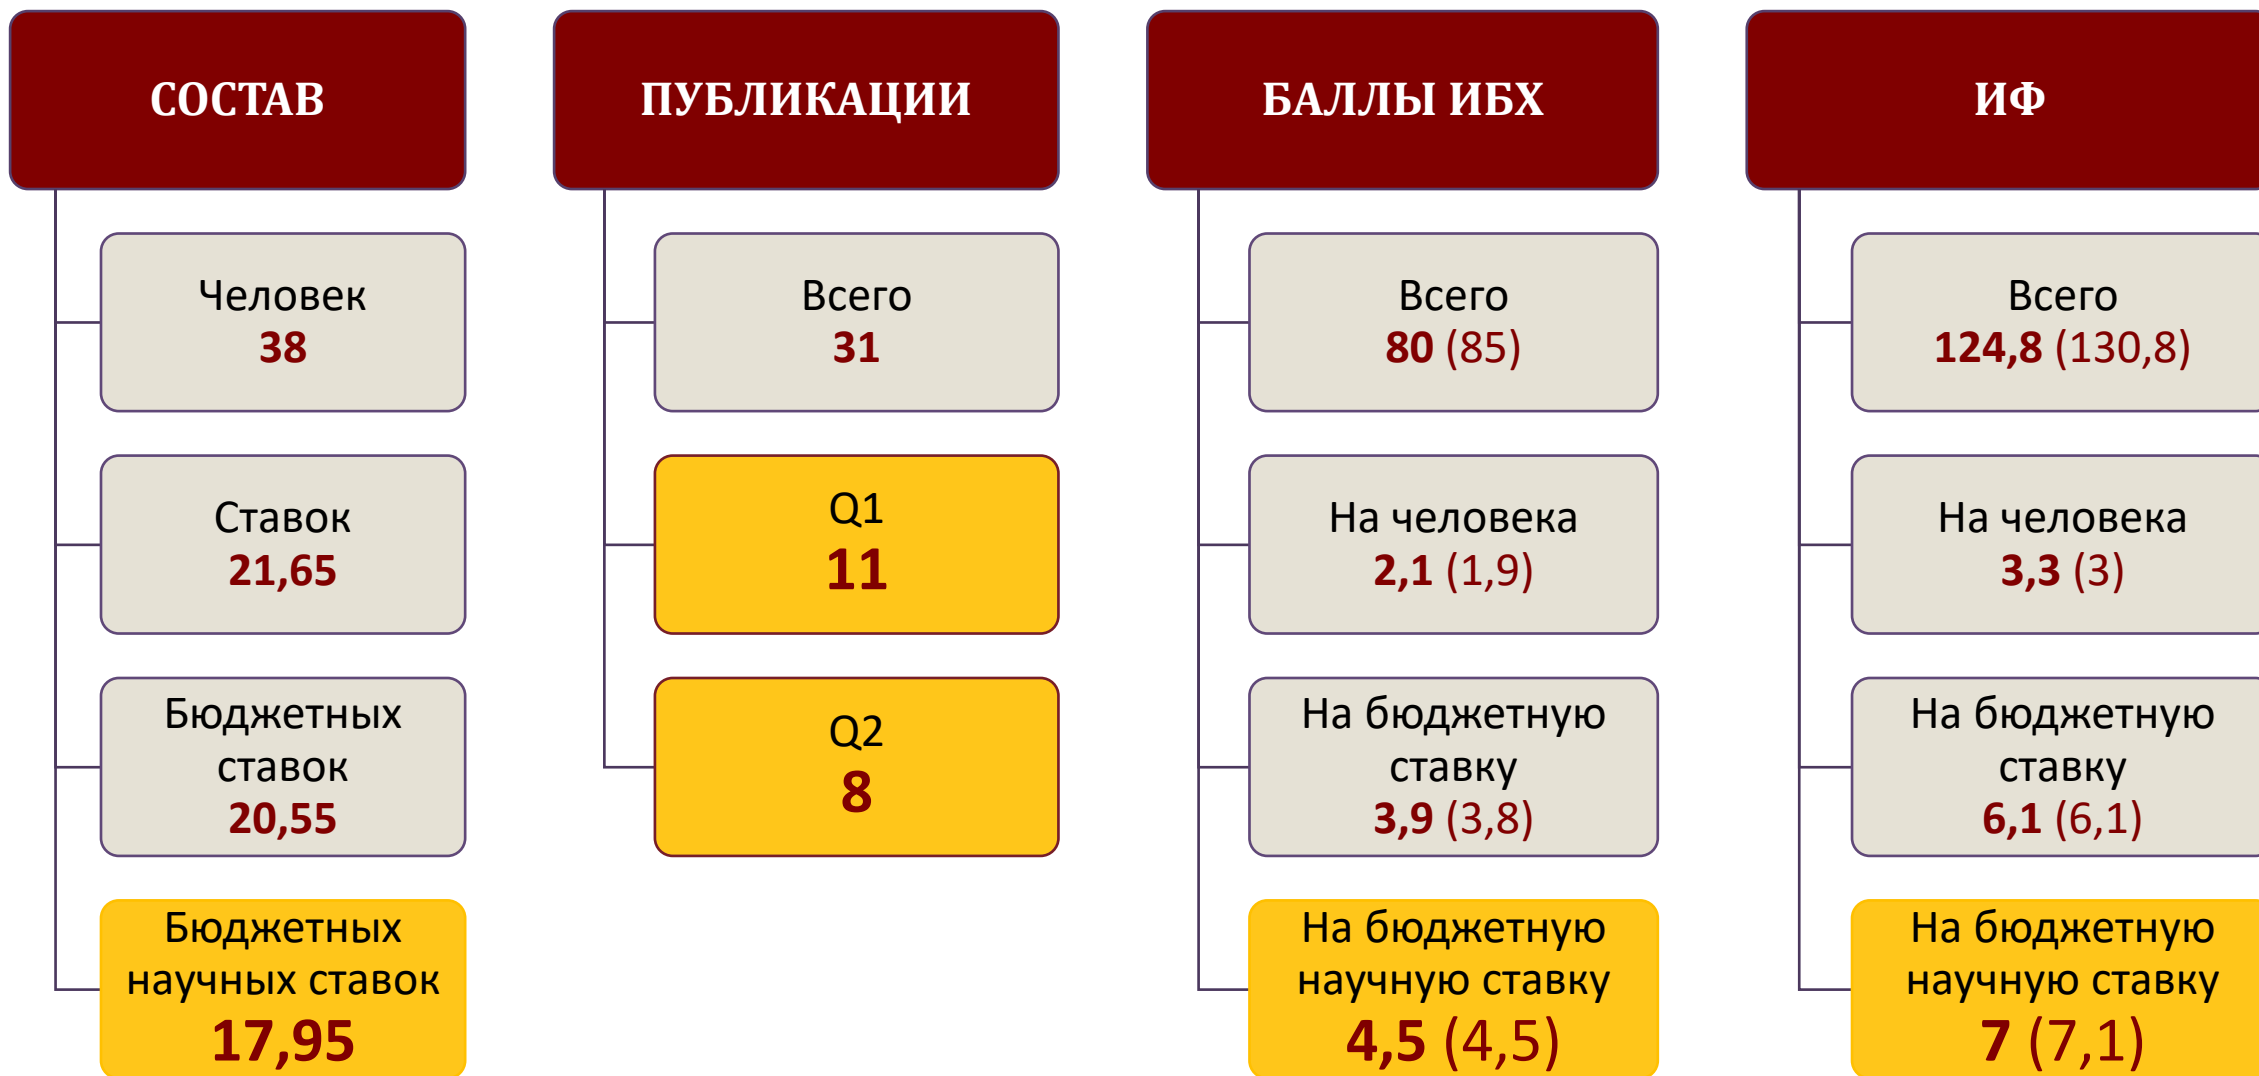 СОСТАВ
Человек
38
Ставок
21,65
Бюджетных
ставок
20,55
Бюджетных
научных ставок
17,95
ПУБЛИКАЦИИ
Всего
31
Q1
11
Q2
8
БАЛЛЫ ИБХ
Всего
80 (85)
На человека
2,1 (1,9)
На бюджетную
ставку
3,9 (3,8)
На бюджетную
научную ставку
4,5 (4,5)
ИФ
Всего
124,8 (130,8)
На человека
3,3 (3)
На бюджетную
ставку
6,1 (6,1)
На бюджетную
научную ставку
7 (7,1)